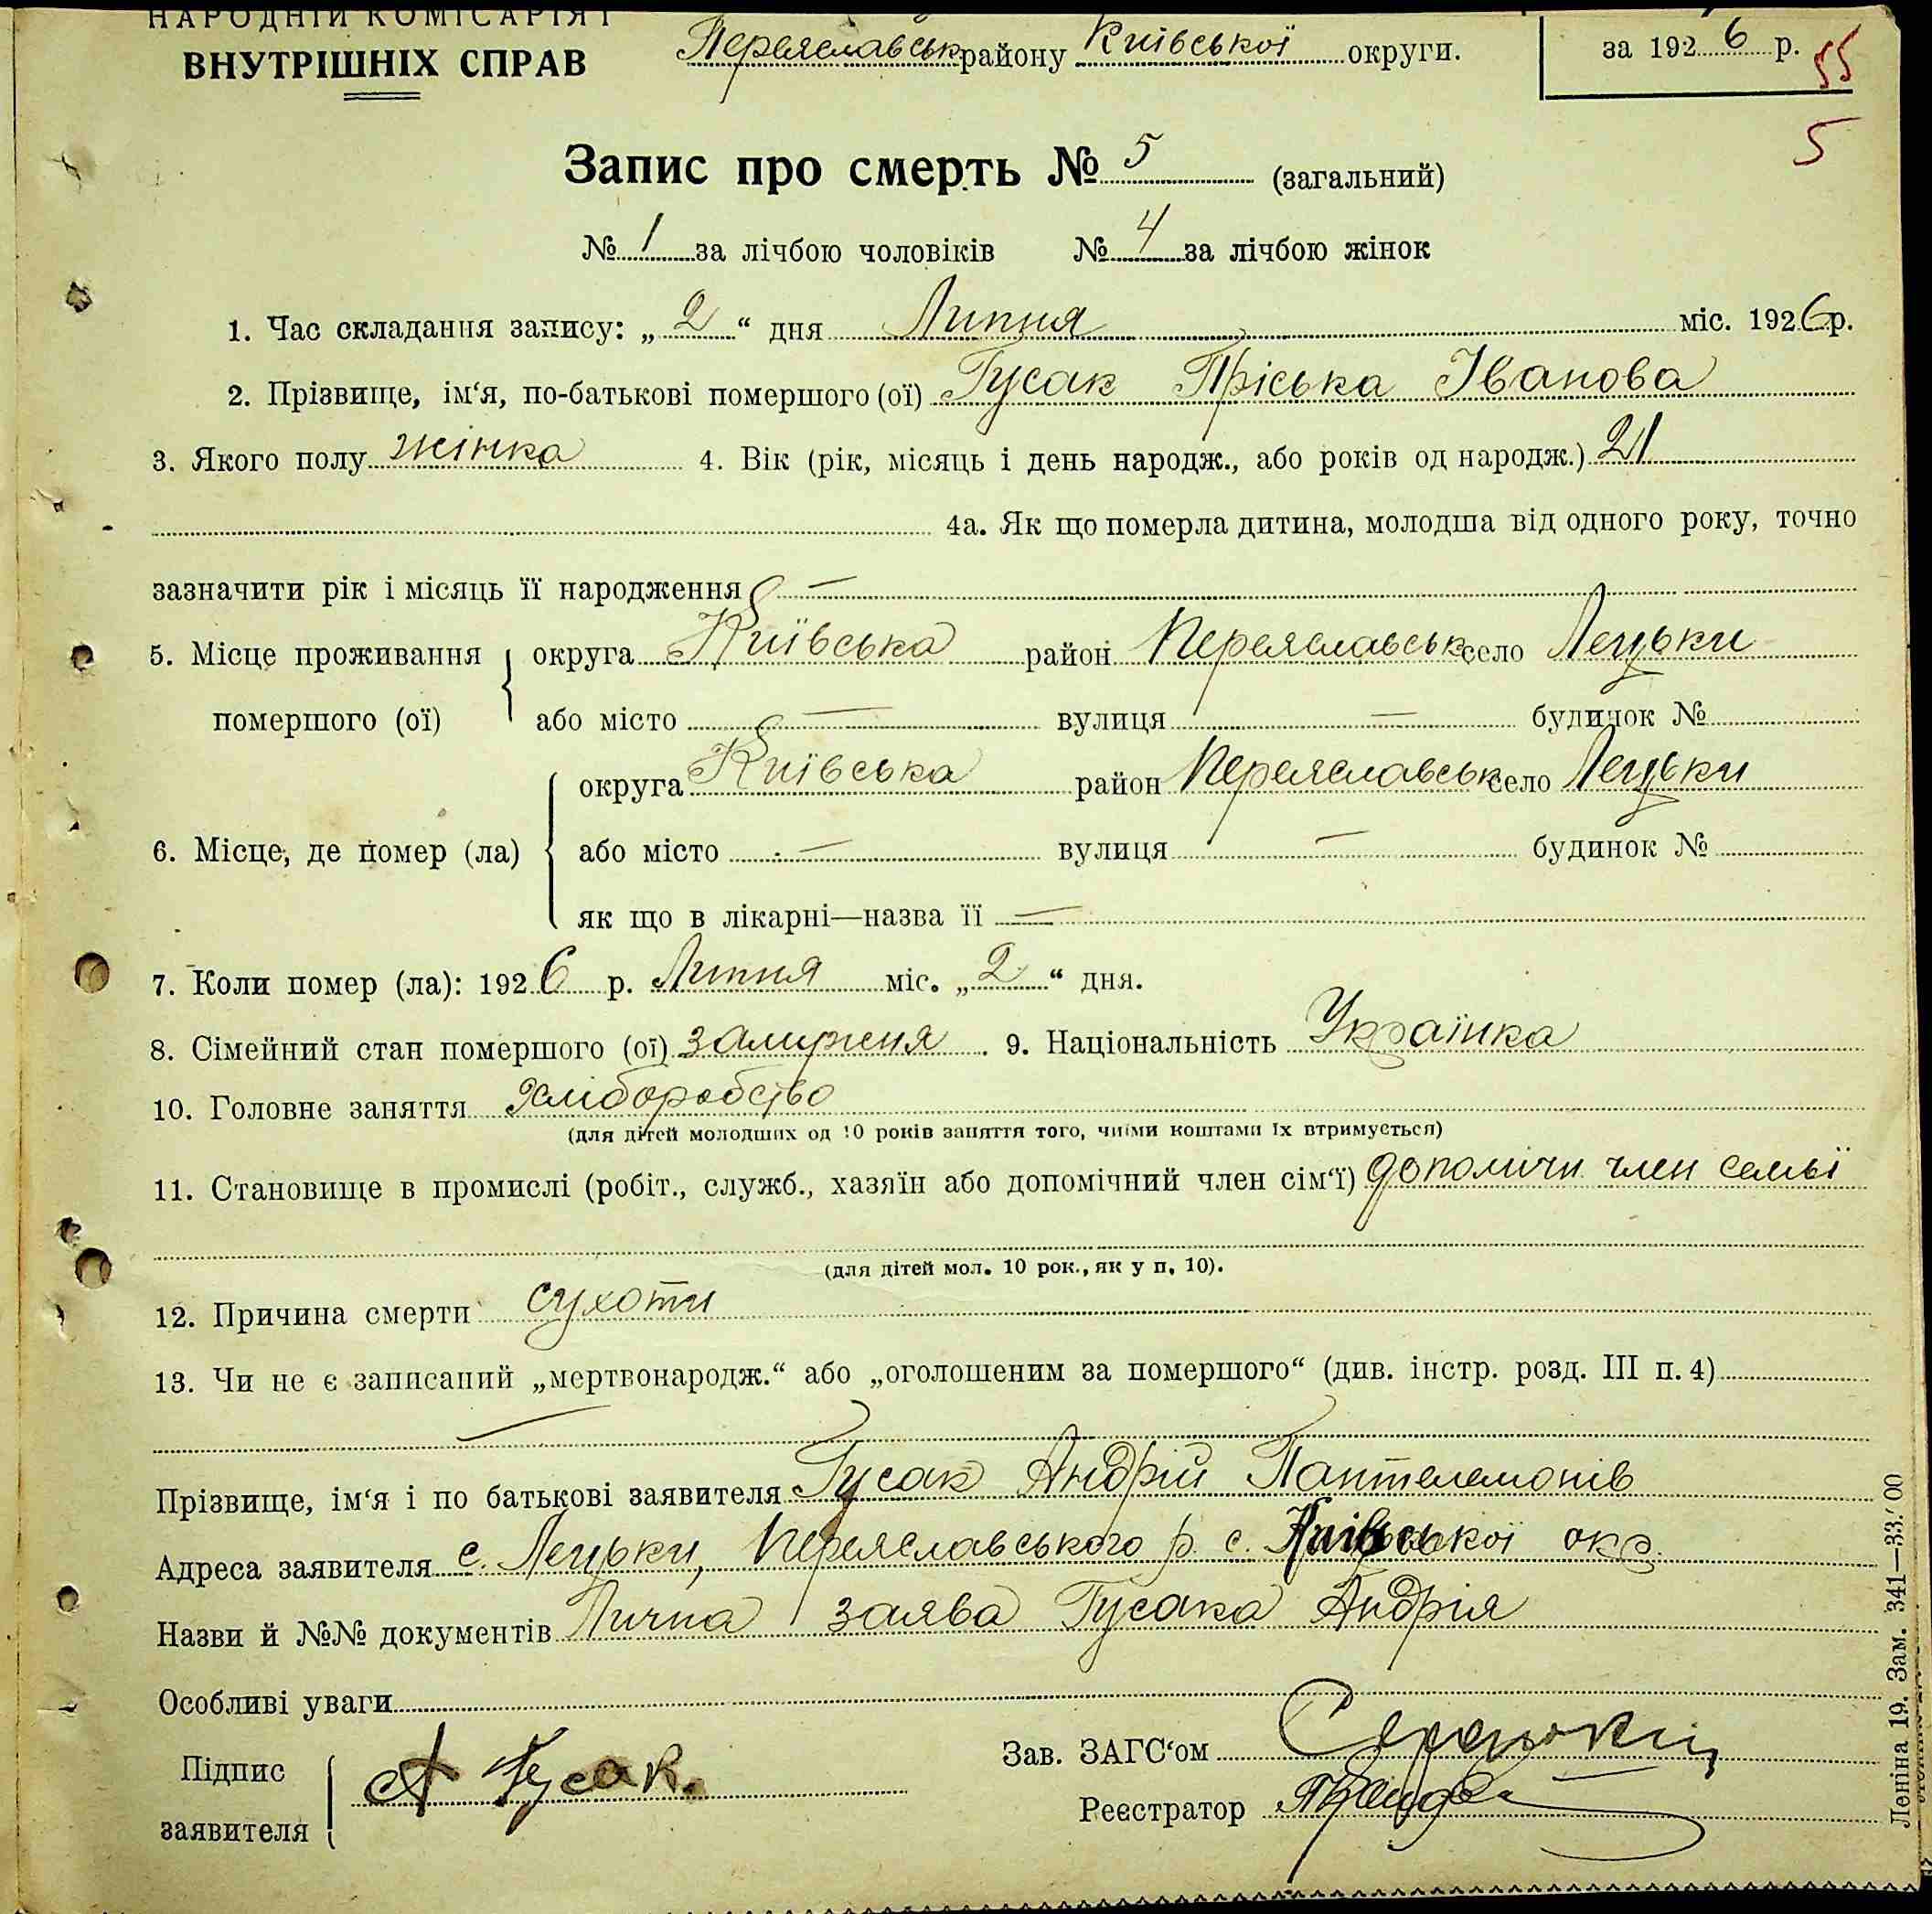 НАРОДНІЙ КОМІСАРІЯТ
ВНУТРІШНІХ СПРАВ
Переяславськ району Київської округи.
за 1926 р.
55
5
Запис про смерть № 5 (загальний)
№ 1 за лічбою чоловіків № 4 за лічбою жінок
1. Час складання запису: „ 2 “ дня Липня міс. 1926 р.
2. Прізвище, ім‘я, по-батькові помершого (ої) Гусак Пріська Іванова
3. Якого полу жінка 4. Вік (рік, місяць і день народж., або років од народж.) 21
4а. Як що померла дитина, молодша від одного року, точно
зазначити рік і місяць її народження —
5. Місце проживання округа Київська район Переяславськ село Лецьки
помершого (ої) або місто — вулиця — будинок №
округа Київська район Переяславськ село Лецьки
6. Місце, де помер (ла) або місто — вулиця — будинок №
як що в лікарні—назва її —
7. Коли помер (ла): 1926 р. Липня міс. „ 2 “ дня.
8. Сімейний стан помершого (ої) замужня. 9. Національність Українка
10. Головне заняття хліборобство
(для дітей молодших од 10 років заняття того, чиїми коштами їх втримується)
11. Становище в промислі (робіт., служб., хазяїн або допомічний член сім‘ї) допомічн член семьї
(для дітей мол. 10 рок., як у п. 10).
12. Причина смерти сухоти
13. Чи не є записаний „мертвонародж.“ або „оголошеним за помершого“ (див. інстр. розд. III п. 4)
—
Прізвище, ім‘я і по батькові заявителя Гусак Андрій Пантелемонів
Адреса заявителя с. Лецьки, Переяславського р. с. Київської окр.
Назви й №№ документів Лична заява Гусака Андрія
Особливі уваги
Підпис
заявителя
А Гусак.
Зав. ЗАГС‘ом
Реєстратор
Леніна 19. Зам. 341—33.